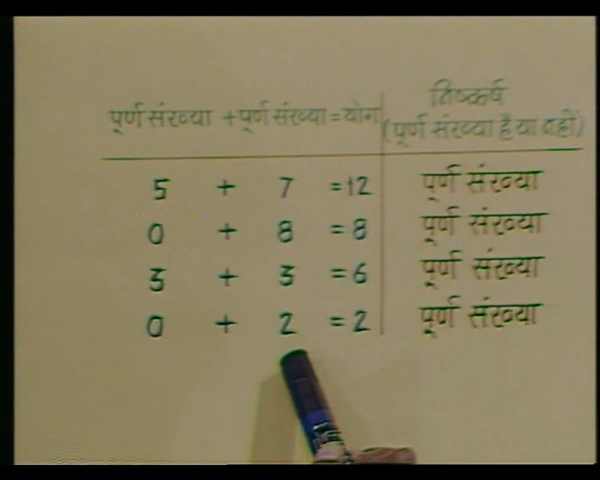 पूर्ण संख्या + पूर्ण संख्या = योग निष्कर्ष
(पूर्ण संख्या है या नहीं)
5 + 7 = 12 पूर्ण संख्या
0 + 8 = 8 पूर्ण संख्या
3 + 3 = 6 पूर्ण संख्या
0 + 2 = 2 पूर्ण संख्या